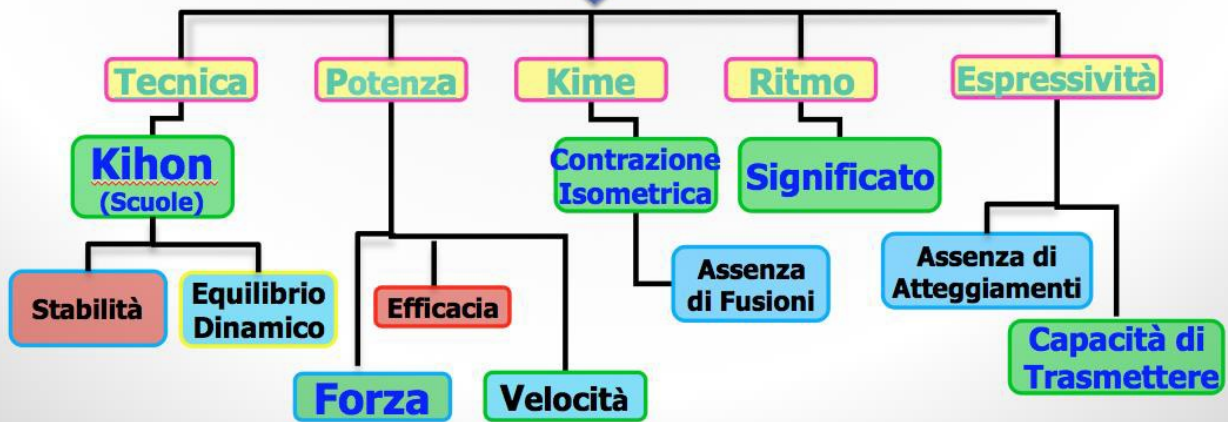 Tecnica
Potenza
Kime
Ritmo
Espressività
Kihon
(Scuole)
Contrazione
Isometrica
Significato
Stabilità
Equilibrio
Dinamico
Efficacia
Assenza
di Fusioni
Assenza di
Atteggiamenti
Forza
Velocità
Capacità di
Trasmettere